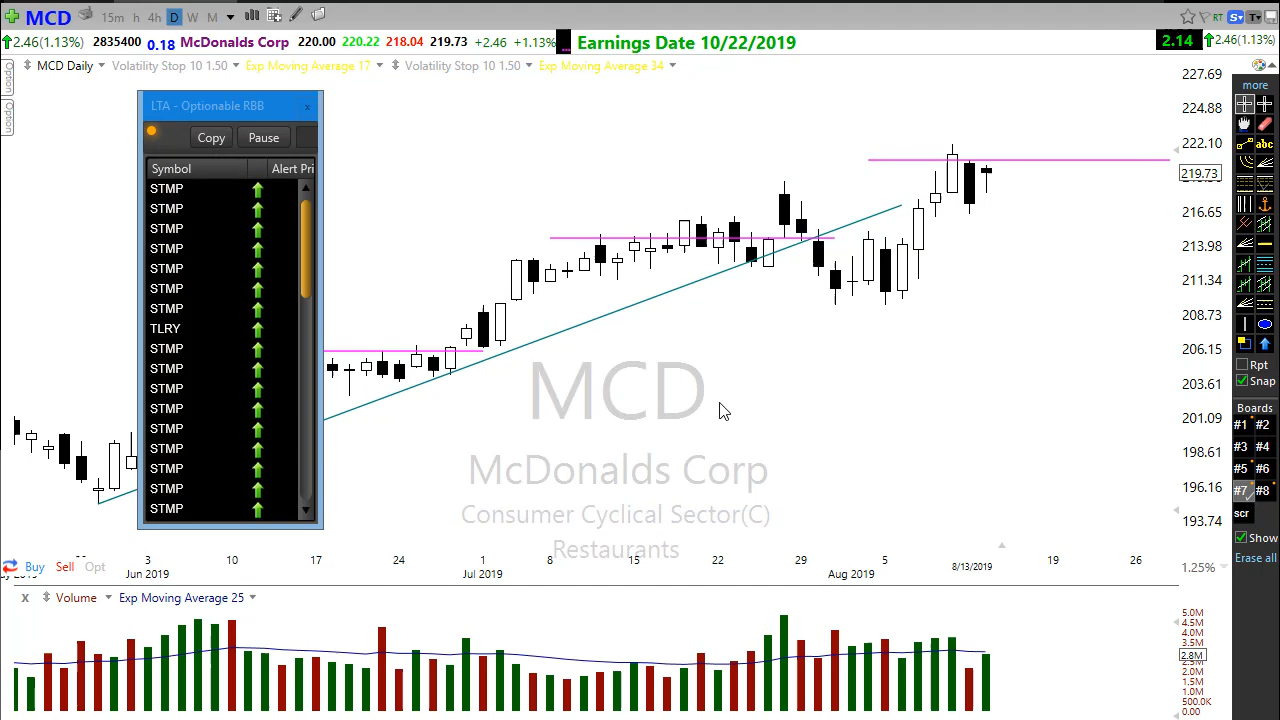 MCD 15m h 4h D W M RT S T
2.46(1.13%) 2835400 0.18 McDonalds Corp 220.00 220.22 218.04 219.73 +2.46 +1.13% ... Earnings Date 10/22/2019 2.14 2.46(1.13%)
MCD Daily Volatility Stop 10 1.50 Exp Moving Average 17 Volatility Stop 10 1.50 Exp Moving Average 34
Option
Option
LTA - Optionable RBB x
Copy Pause
Symbol Alert Pri
STMP
STMP
STMP
STMP
STMP
STMP
STMP
TLRY
STMP
STMP
STMP
STMP
STMP
STMP
STMP
STMP
STMP
MCD
McDonalds Corp
Consumer Cyclical Sector(C)
Restaurants
227.69
224.88
222.10
219.73
216.65
213.98
211.34
208.73
206.15
203.61
201.09
198.61
196.16
193.74
1.25%
more
abc
Rpt
Snap
Boards
#1 #2
#3 #4
#5 #6
#7 #8
scr
Show
Erase all
3 10 17 24 1 8 15 22 29 5 8/13/2019 19 26
Jun 2019 Jul 2019 Aug 2019
Buy Sell Opt
x Volume Exp Moving Average 25
5.0M
4.5M
4.0M
3.5M
2.8M
2.5M
2.0M
1.5M
1.0M
500.0K
0.00